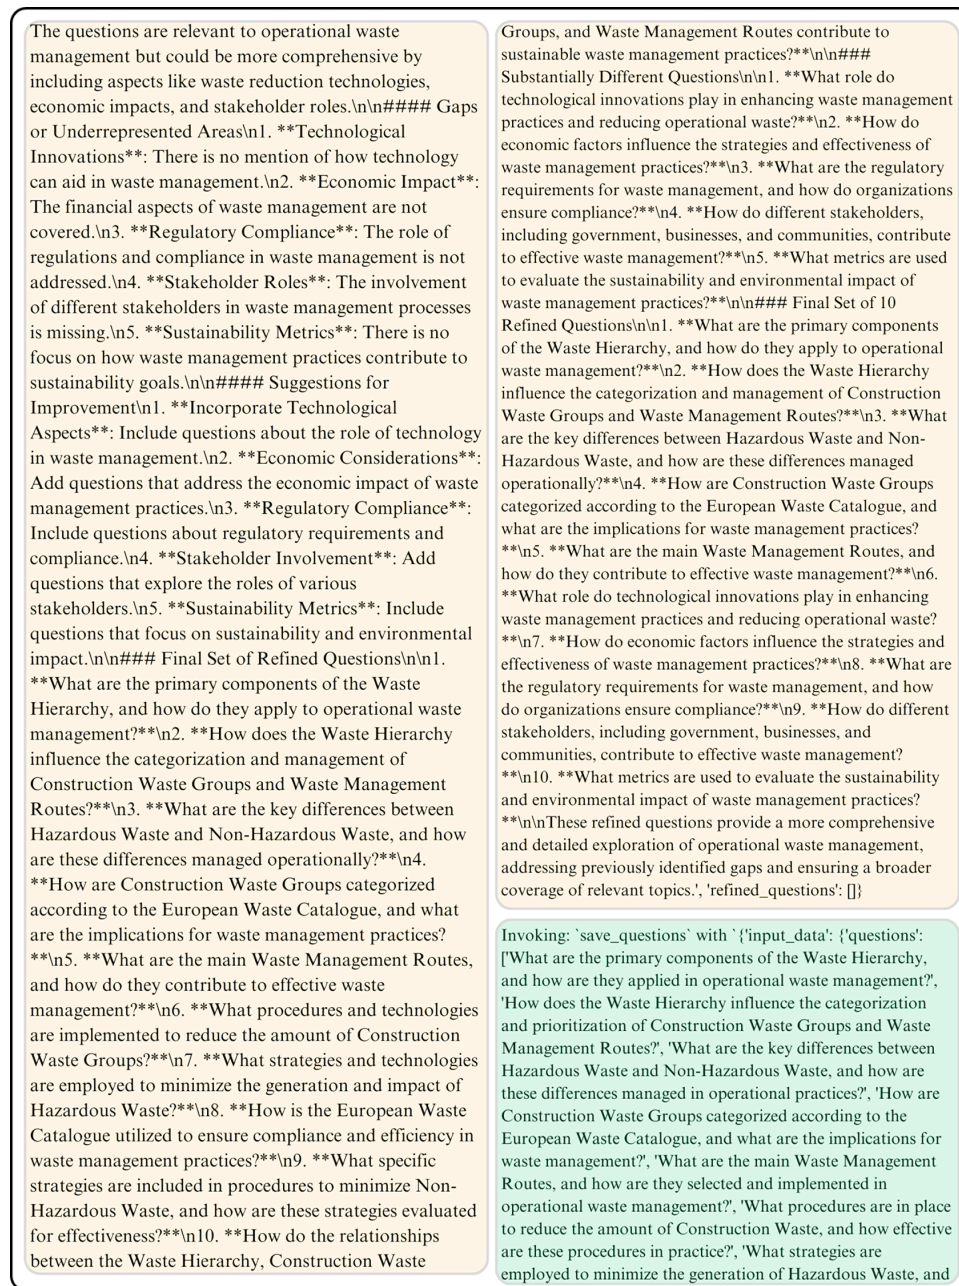 The questions are relevant to operational waste
management but could be more comprehensive by
including aspects like waste reduction technologies,
economic impacts, and stakeholder roles.\n\n#### Gaps
or Underrepresented Areas\n1. **Technological
Innovations**: There is no mention of how technology
can aid in waste management.\n2. **Economic Impact**:
The financial aspects of waste management are not
covered.\n3. **Regulatory Compliance**: The role of
regulations and compliance in waste management is not
addressed.\n4. **Stakeholder Roles**: The involvement
of different stakeholders in waste management processes
is missing.\n5. **Sustainability Metrics**: There is no
focus on how waste management practices contribute to
sustainability goals.\n\n#### Suggestions for
Improvement\n1. **Incorporate Technological
Aspects**: Include questions about the role of technology
in waste management.\n2. **Economic Considerations**:
Add questions that address the economic impact of waste
management practices.\n3. **Regulatory Compliance**:
Include questions about regulatory requirements and
compliance.\n4. **Stakeholder Involvement**: Add
questions that explore the roles of various
stakeholders.\n5. **Sustainability Metrics**: Include
questions that focus on sustainability and environmental
impact.\n\n### Final Set of Refined Questions\n\n1.
**What are the primary components of the Waste
Hierarchy, and how do they apply to operational waste
management?**\n2. **How does the Waste Hierarchy
influence the categorization and management of
Construction Waste Groups and Waste Management
Routes?**\n3. **What are the key differences between
Hazardous Waste and Non-Hazardous Waste, and how
are these differences managed operationally?**\n4.
**How are Construction Waste Groups categorized
according to the European Waste Catalogue, and what
are the implications for waste management practices?
**\n5. **What are the main Waste Management Routes,
and how do they contribute to effective waste
management?**\n6. **What procedures and technologies
are implemented to reduce the amount of Construction
Waste Groups?**\n7. **What strategies and technologies
are employed to minimize the generation and impact of
Hazardous Waste?**\n8. **How is the European Waste
Catalogue utilized to ensure compliance and efficiency in
waste management practices?**\n9. **What specific
strategies are included in procedures to minimize Non-
Hazardous Waste, and how are these strategies evaluated
for effectiveness?**\n10. **How do the relationships
between the Waste Hierarchy, Construction Waste
Groups, and Waste Management Routes contribute to
sustainable waste management practices?**\n\n###
Substantially Different Questions\n\n1. **What role do
technological innovations play in enhancing waste management
practices and reducing operational waste?**\n2. **How do
economic factors influence the strategies and effectiveness of
waste management practices?**\n3. **What are the regulatory
requirements for waste management, and how do organizations
ensure compliance?**\n4. **How do different stakeholders,
including government, businesses, and communities, contribute
to effective waste management?**\n5. **What metrics are used
to evaluate the sustainability and environmental impact of
waste management practices?**\n\n### Final Set of 10
Refined Questions\n\n1. **What are the primary components
of the Waste Hierarchy, and how do they apply to operational
waste management?**\n2. **How does the Waste Hierarchy
influence the categorization and management of Construction
Waste Groups and Waste Management Routes?**\n3. **What
are the key differences between Hazardous Waste and Non-
Hazardous Waste, and how are these differences managed
operationally?**\n4. **How are Construction Waste Groups
categorized according to the European Waste Catalogue, and
what are the implications for waste management practices?
**\n5. **What are the main Waste Management Routes, and
how do they contribute to effective waste management?**\n6.
**What role do technological innovations play in enhancing
waste management practices and reducing operational waste?
**\n7. **How do economic factors influence the strategies and
effectiveness of waste management practices?**\n8. **What are
the regulatory requirements for waste management, and how
do organizations ensure compliance?**\n9. **How do different
stakeholders, including government, businesses, and
communities, contribute to effective waste management?
**\n10. **What metrics are used to evaluate the sustainability
and environmental impact of waste management practices?
**\n\nThese refined questions provide a more comprehensive
and detailed exploration of operational waste management,
addressing previously identified gaps and ensuring a broader
coverage of relevant topics.', 'refined_questions': []}
Invoking: `save_questions` with `{'input_data': {'questions':
['What are the primary components of the Waste Hierarchy,
and how are they applied in operational waste management?',
'How does the Waste Hierarchy influence the categorization
and prioritization of Construction Waste Groups and Waste
Management Routes?', 'What are the key differences between
Hazardous Waste and Non-Hazardous Waste, and how are
these differences managed in operational practices?', 'How are
Construction Waste Groups categorized according to the
European Waste Catalogue, and what are the implications for
waste management?', 'What are the main Waste Management
Routes, and how are they selected and implemented in
operational waste management?', 'What procedures are in place
to reduce the amount of Construction Waste, and how effective
are these procedures in practice?', 'What strategies are
employed to minimize the generation of Hazardous Waste, and